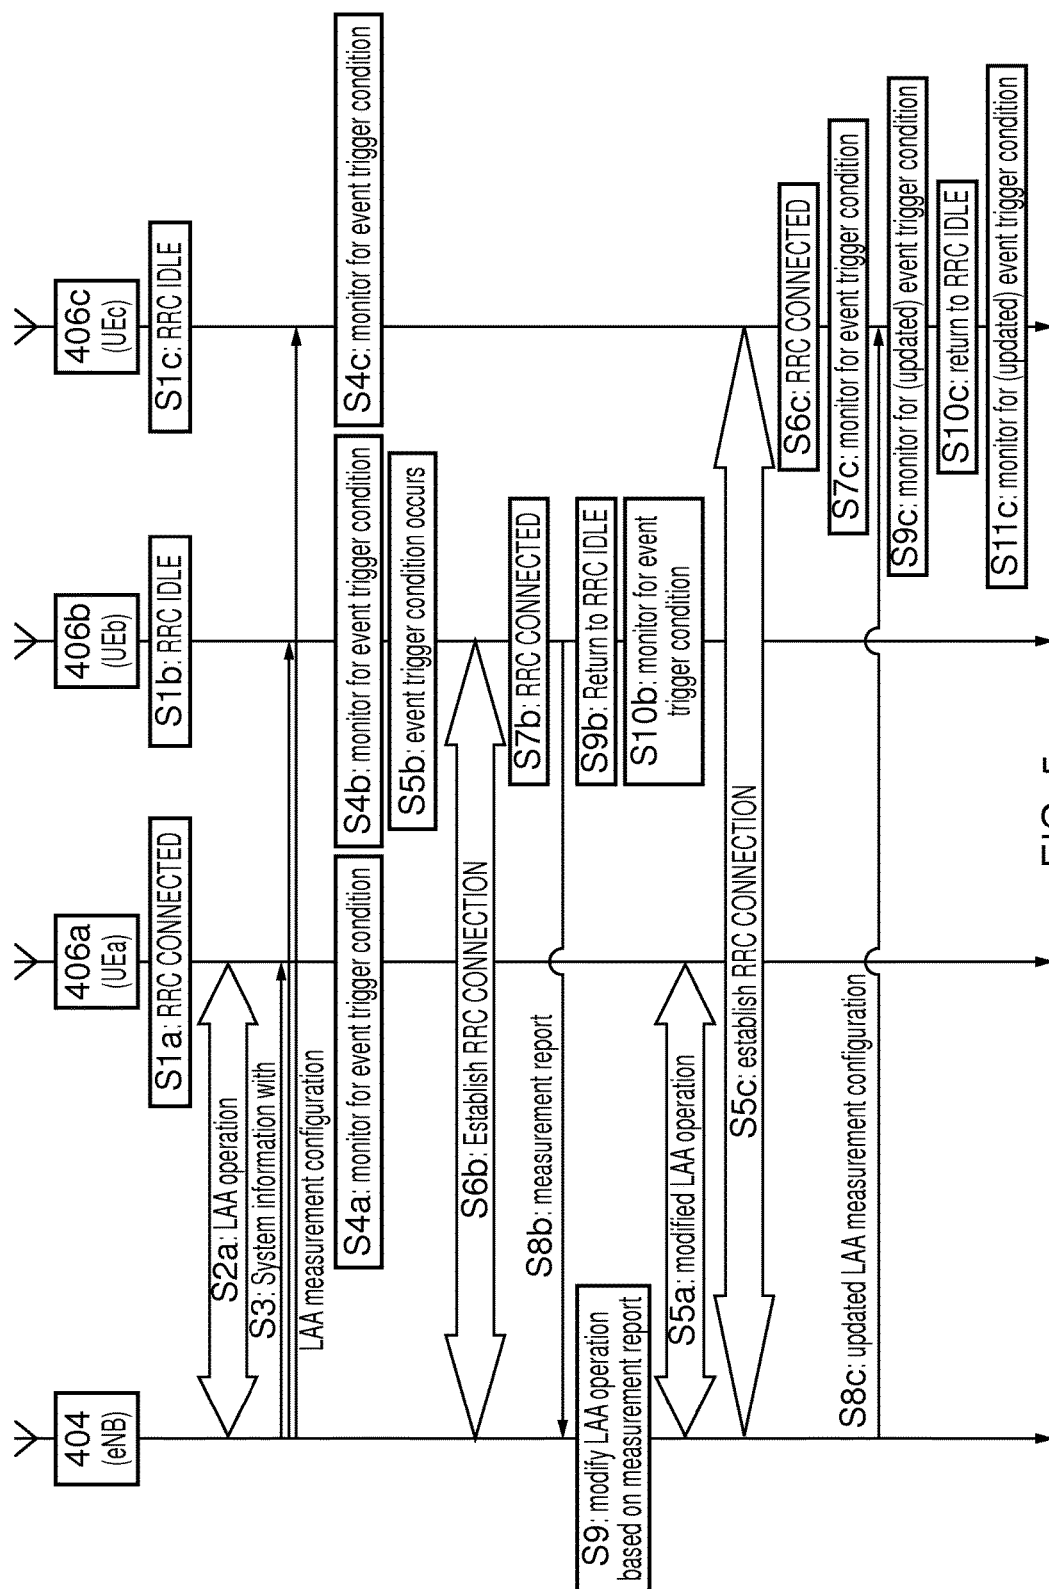 404
(eNB)
406a
(UEa)
406b
(UEb)
406c
(UEc)
S1a: RRC CONNECTED
S1b: RRC IDLE
S1c: RRC IDLE
S2a: LAA operation
S3: System information with
LAA measurement configuration
S4a: monitor for event trigger condition
S4b: monitor for event trigger condition
S4c: monitor for event trigger condition
S5b: event trigger condition occurs
S6b: Establish RRC CONNECTION
S7b: RRC CONNECTED
S8b: measurement report
S9: modify LAA operation
based on measurement report
S9b: Return to RRC IDLE
S10b: monitor for event
trigger condition
S5a: modified LAA operation
S5c: establish RRC CONNECTION
S6c: RRC CONNECTED
S7c: monitor for event trigger condition
S8c: updated LAA measurement configuration
S9c: monitor for (updated) event trigger condition
S10c: return to RRC IDLE
S11c: monitor for (updated) event trigger condition